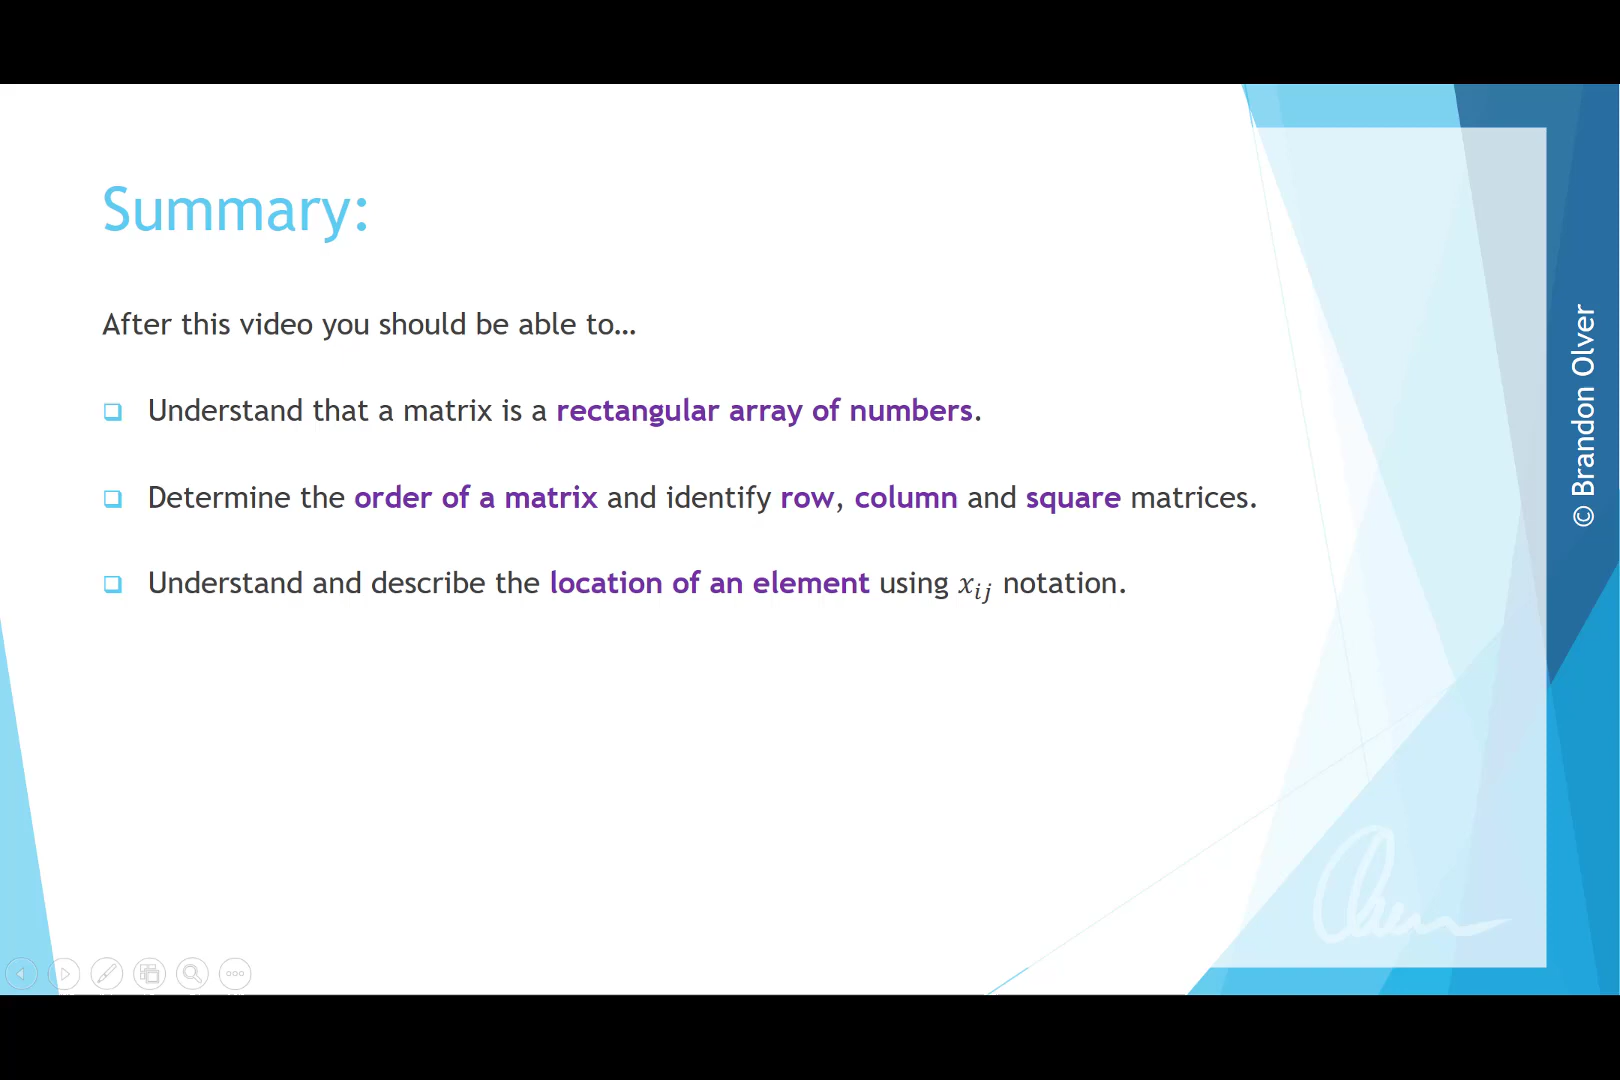 Summary:
After this video you should be able to…
Understand that a matrix is a rectangular array of numbers.
Determine the order of a matrix and identify row, column and square matrices.
Understand and describe the location of an element using x_{ij} notation.
© Brandon Olver